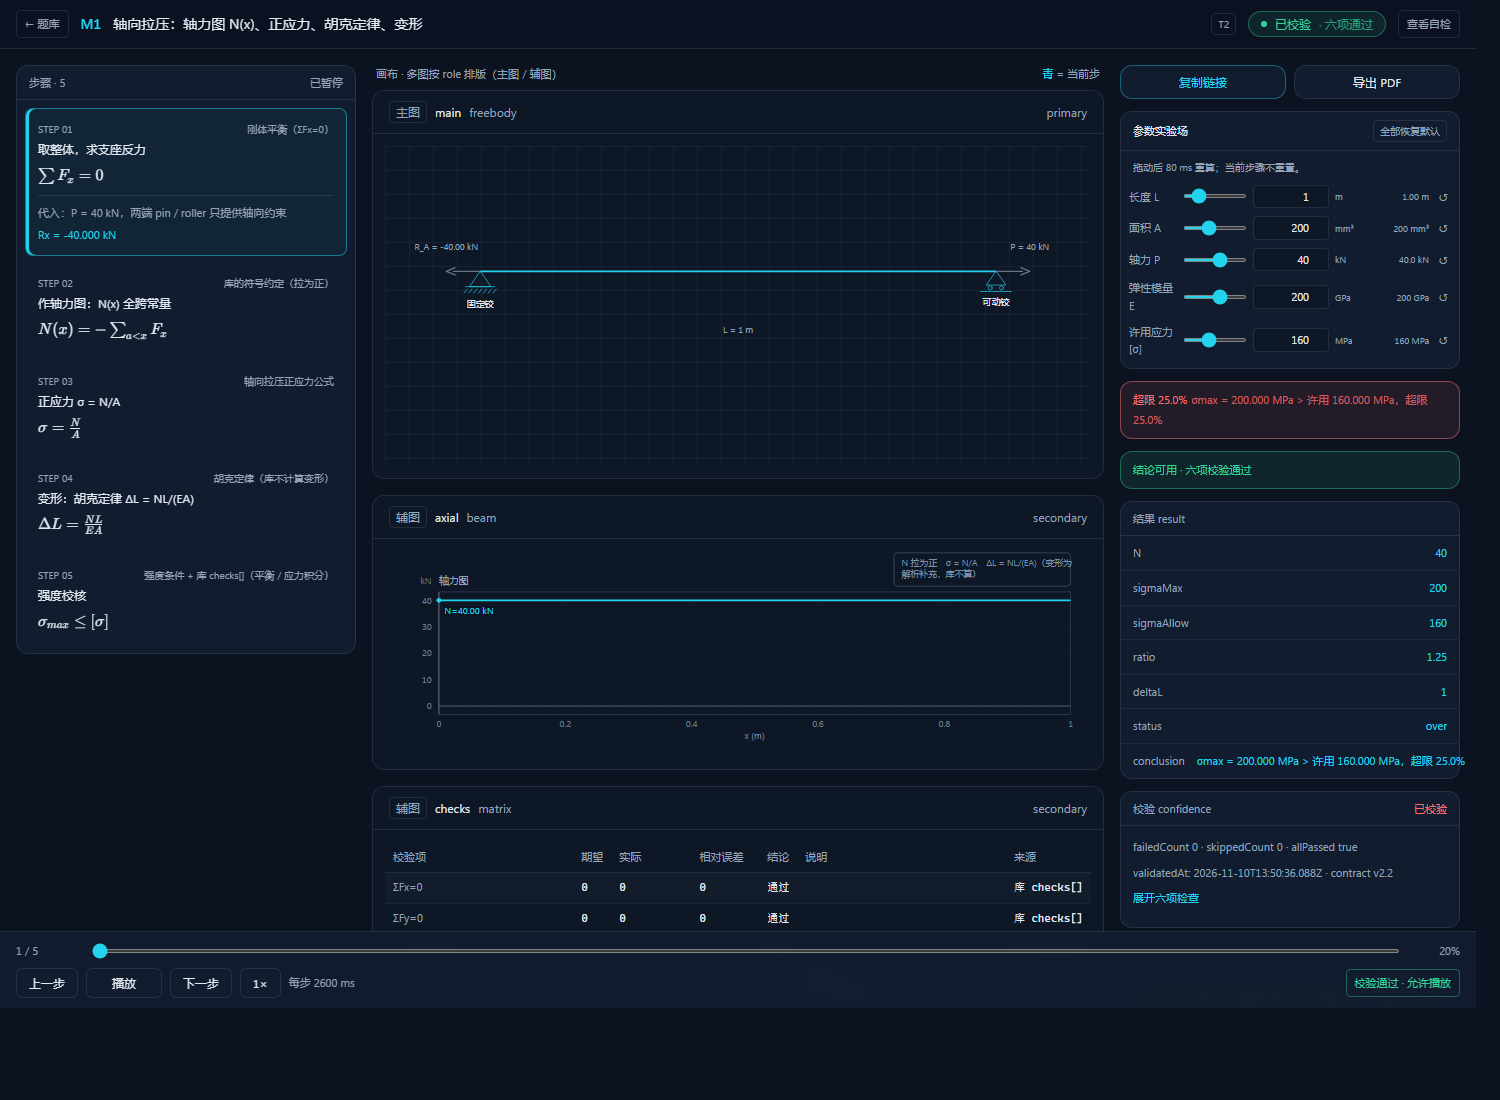 ← 题库
M1 轴向拉压：轴力图 N(x)、正应力、胡克定律、变形
T2
已校验 · 六项通过
查看自检
步骤 · 5
已暂停
STEP 01
刚体平衡（ΣFx=0）
取整体，求支座反力
∑ Fx = 0
代入：P = 40 kN，两端 pin / roller 只提供轴向约束
Rx = -40.000 kN
STEP 02
库的符号约定（拉为正）
作轴力图：N(x) 全跨常量
N(x) = − ∑a<x Fx
STEP 03
轴向拉压正应力公式
正应力 σ = N/A
σ = N/A
STEP 04
胡克定律（库不计算变形）
变形：胡克定律 ΔL = NL/(EA)
ΔL = NL/EA
STEP 05
强度条件 + 库 checks[]（平衡 / 应力积分）
强度校核
σmax ≤ [σ]
画布 · 多图按 role 排版（主图 / 辅图）
青 = 当前步
主图 main freebody
primary
R_A = -40.00 kN
P = 40 kN
固定铰
可动铰
L = 1 m
辅图 axial beam
secondary
N 拉为正 σ = N/A ΔL = NL/(EA)（变形为
解析补充，库不算）
kN 轴力图
40
N=40.00 kN
30
20
10
0
0 0.2 0.4 0.6 0.8 1
x (m)
辅图 checks matrix
secondary
校验项 期望 实际 相对误差 结论 说明 来源
ΣFx=0 0 0 0 通过 库 checks[]
ΣFy=0 0 0 0 通过 库 checks[]
复制链接
导出 PDF
参数实验场
全部恢复默认
拖动后 80 ms 重算；当前步骤不重置。
长度 L 1 m 1.00 m ↺
面积 A 200 mm² 200 mm² ↺
轴力 P 40 kN 40.0 kN ↺
弹性模量
E
200 GPa 200 GPa ↺
许用应力
[σ]
160 MPa 160 MPa ↺
超限 25.0% σmax = 200.000 MPa > 许用 160.000 MPa，超限
25.0%
结论可用 · 六项校验通过
结果 result
N 40
sigmaMax 200
sigmaAllow 160
ratio 1.25
deltaL 1
status over
conclusion σmax = 200.000 MPa > 许用 160.000 MPa，超限 25.0%
校验 confidence 已校验
failedCount 0 · skippedCount 0 · allPassed true
validatedAt: 2026-11-10T13:50:36.088Z · contract v2.2
展开六项检查
1 / 5
20%
上一步
播放
下一步
1×
每步 2600 ms
校验通过 · 允许播放